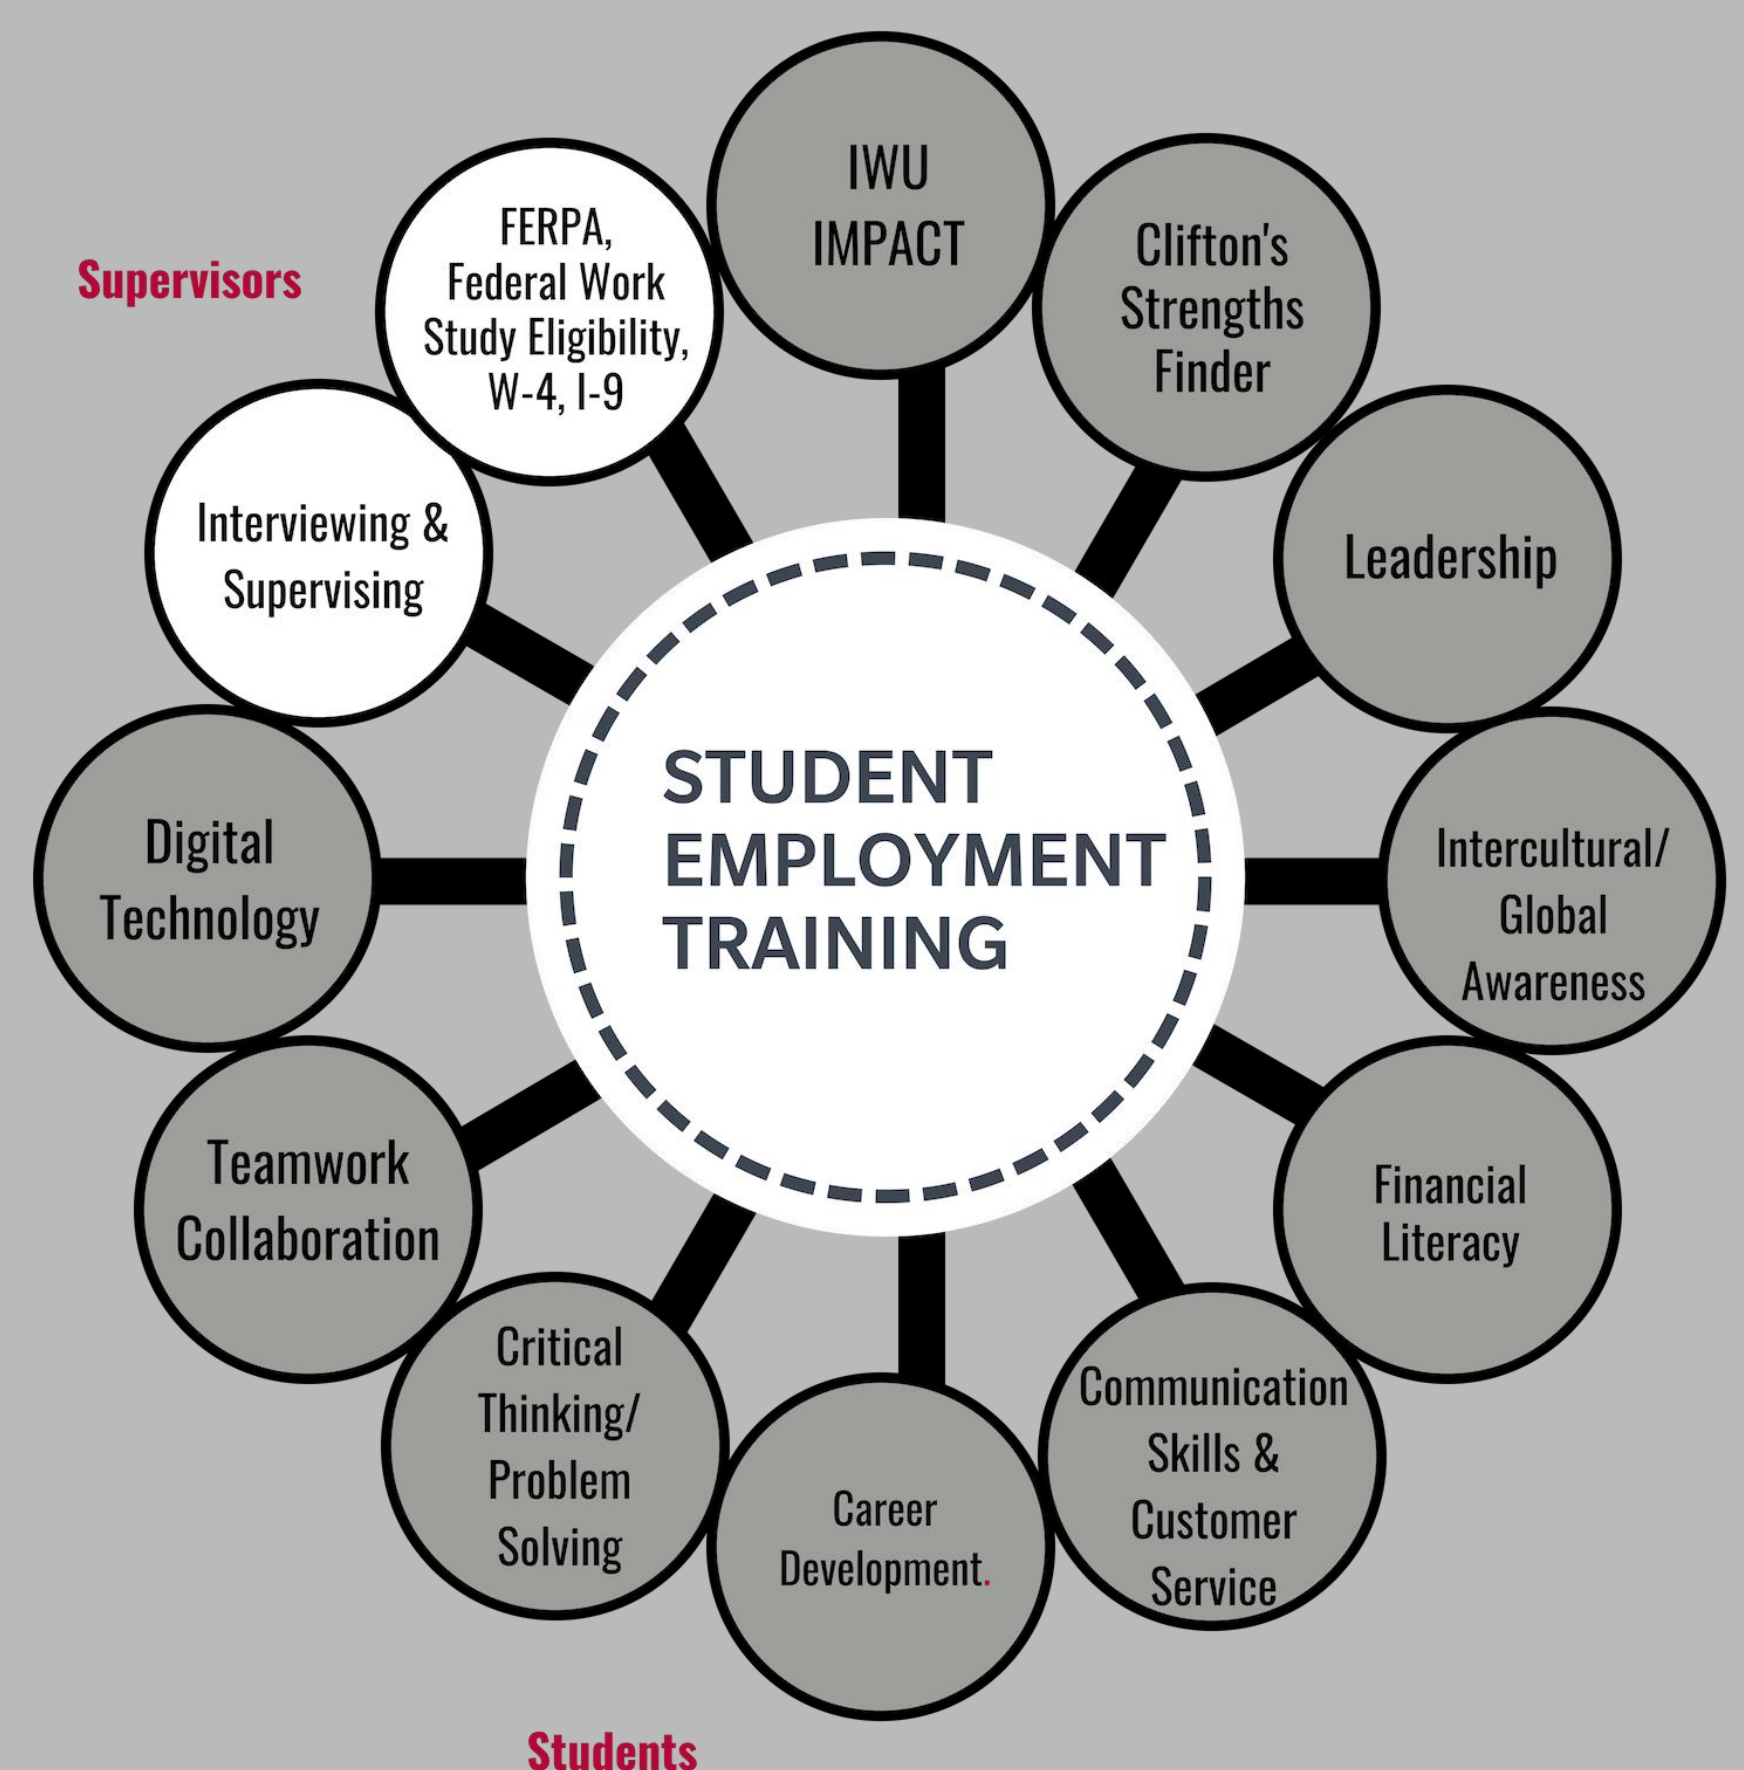 IWU
IMPACT
Clifton's
Strengths
Finder
Leadership
Intercultural/
Global
Awareness
Financial
Literacy
Communication
Skills &
Customer
Service
Career
Development.
Critical
Thinking/
Problem
Solving
Teamwork
Collaboration
Digital
Technology
Interviewing &
Supervising
FERPA,
Federal Work
Study Eligibility,
W-4, I-9
Supervisors
STUDENT
EMPLOYMENT
TRAINING
Students